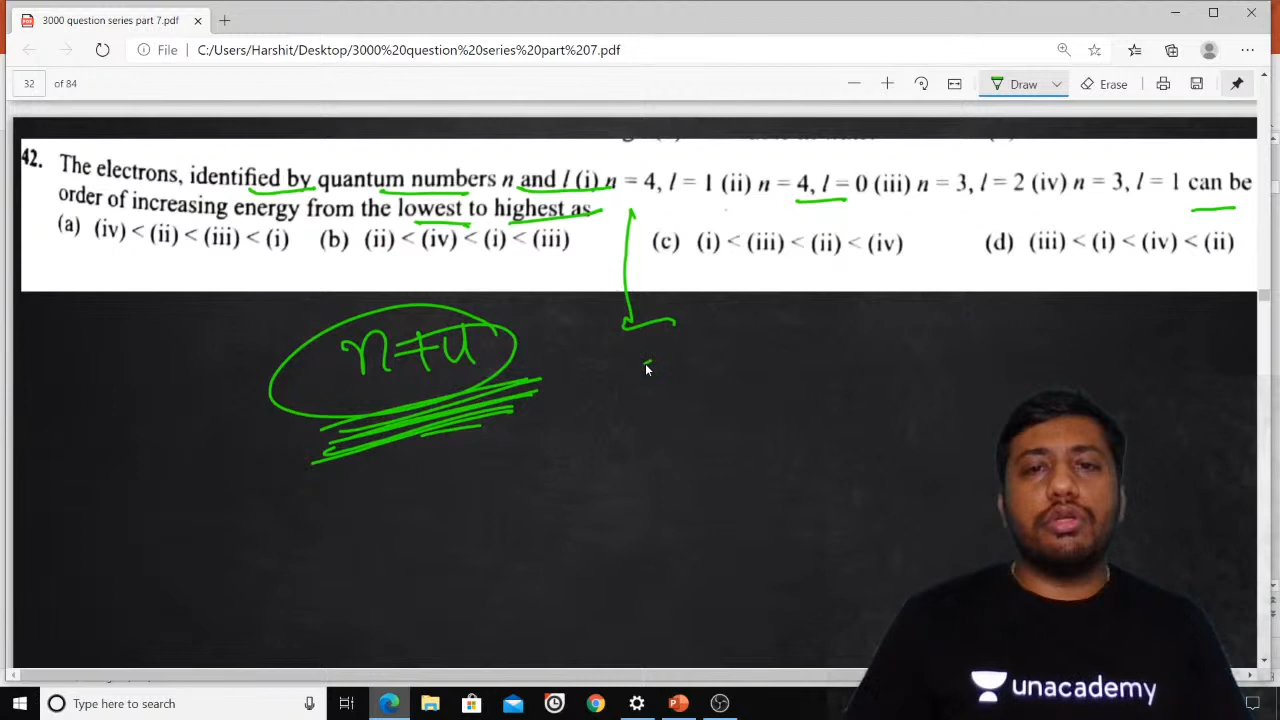 3000 question series part 7.pdf
File C:/Users/Harshit/Desktop/3000%20question%20series%20part%207.pdf
32 of 84 Draw Erase
42. The electrons, identified by quantum numbers n and l (i) n = 4, l = 1 (ii) n = 4, l = 0 (iii) n = 3, l = 2 (iv) n = 3, l = 1 can be
order of increasing energy from the lowest to highest as
(a) (iv) < (ii) < (iii) < (i) (b) (ii) < (iv) < (i) < (iii) (c) (i) < (iii) < (ii) < (iv) (d) (iii) < (i) < (iv) < (ii)
unacademy
Type here to search